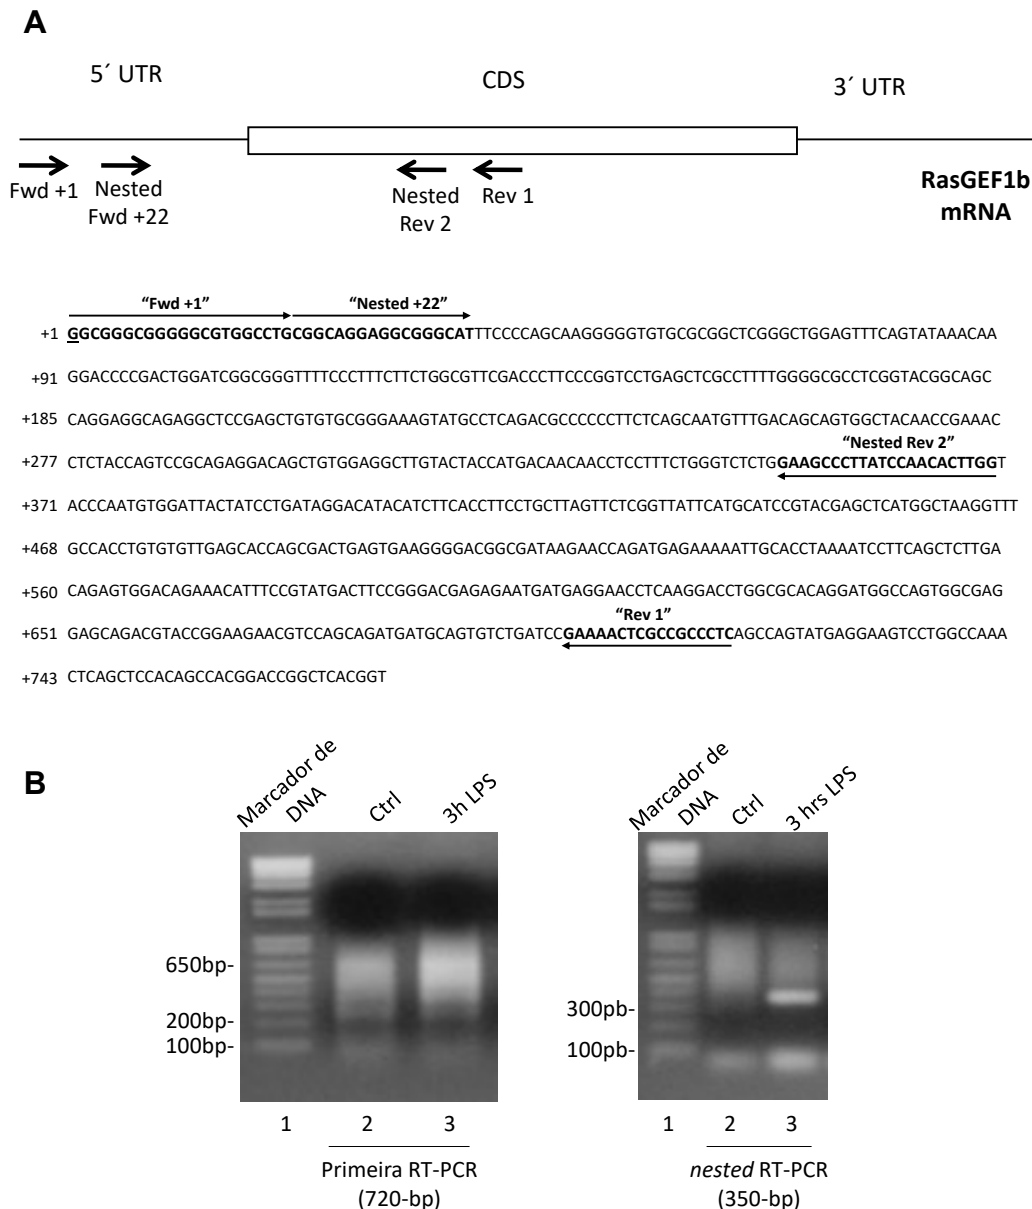 A
5´ UTR
CDS
3´ UTR
Fwd +1
Nested
Fwd +22
Nested
Rev 2
Rev 1
RasGEF1b
mRNA
“Fwd +1” “Nested +22”
+1 GGCGGGCGGGGGCGTGGCCTGCGGCAGGAGGCGGGCATTTCCCCAGCAAGGGGGTGTGCGCGGCTCGGGCTGGAGTTTCAGTATAAACAA
+91 GGACCCCGACTGGATCGGCGGGTTTTCCCTTTCTTCTGGCGTTCGACCCTTCCCGGTCCTGAGCTCGCCTTTTGGGGCGCCTCGGTACGGCAGC
+185 CAGGAGGCAGAGGCTCCGAGCTGTGTGCGGGAAAGTATGCCTCAGACGCCCCCCTTCTCAGCAATGTTTGACAGCAGTGGCTACAACCGAAAC
“Nested Rev 2”
+277 CTCTACCAGTCCGCAGAGGACAGCTGTGGAGGCTTGTACTACCATGACAACAACCTCCTTTCTGGGTCTCTGGAAGCCCTTATCCAACACTTGGT
+371 ACCCAATGTGGATTACTATCCTGATAGGACATACATCTTCACCTTCCTGCTTAGTTCTCGGTTATTCATGCATCCGTACGAGCTCATGGCTAAGGTTT
+468 GCCACCTGTGTGTTGAGCACCAGCGACTGAGTGAAGGGGACGGCGATAAGAACCAGATGAGAAAAATTGCACCTAAAATCCTTCAGCTCTTGA
+560 CAGAGTGGACAGAAACATTTCCGTATGACTTCCGGGACGAGAGAATGATGAGGAACCTCAAGGACCTGGCGCACAGGATGGCCAGTGGCGAG
“Rev 1”
+651 GAGCAGACGTACCGGAAGAACGTCCAGCAGATGATGCAGTGTCTGATCCGAAAACTCGCCGCCCTCAGCCAGTATGAGGAAGTCCTGGCCAAA
+743 CTCAGCTCCACAGCCACGGACCGGCTCACGGT
B
Marcador de
DNA
Ctrl
3h LPS
650bp-
200bp-
100bp-
1 2 3
Primeira RT-PCR
(720-bp)
Marcador de
DNA
Ctrl
3 hrs LPS
300pb-
100pb-
1 2 3
nested RT-PCR
(350-bp)